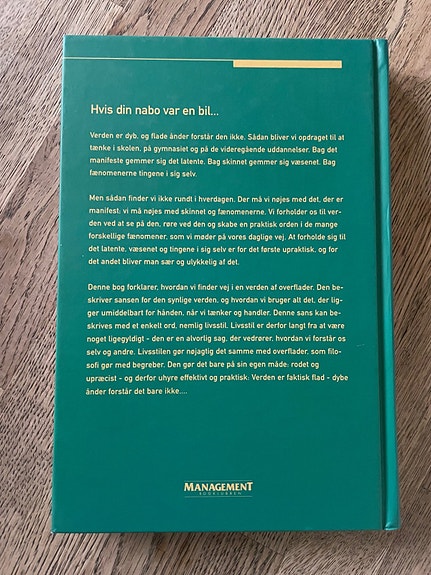 Hvis din nabo var en bil...
Verden er dyb, og flade ånder forstår den ikke. Sådan bliver vi opdraget til at
tænke i skolen, på gymnasiet og på de videregående uddannelser. Bag det
manifeste gemmer sig det latente. Bag skinnet gemmer sig væsenet. Bag
fænomenerne tingene i sig selv.
Men sådan finder vi ikke rundt i hverdagen. Der må vi nøjes med det, der er
manifest; vi må nøjes med skinnet og fænomenerne. Vi forholder os til ver-
den ved at se på den, røre ved den og skabe en praktisk orden i de mange
forskellige fænomener, som vi møder på vores daglige vej. At forholde sig til
det latente, væsenet og tingene i sig selv er for det første upraktisk, og for
det andet bliver man sær og ulykkelig af det.
Denne bog forklarer, hvordan vi finder vej i en verden af overflader. Den be-
skriver sansen for den synlige verden, og hvordan vi bruger alt det, der lig-
ger umiddelbart for hånden, når vi tænker og handler. Denne sans kan be-
skrives med et enkelt ord, nemlig livsstil. Livsstil er derfor langt fra at være
noget ligegyldigt - den er en alvorlig sag, der vedrører, hvordan vi forstår os
selv og andre. Livsstilen gør nøjagtig det samme med overflader, som filo-
sofi gør med begreber. Den gør det bare på sin egen måde: rodet og
upræcist - og derfor uhyre effektivt og praktisk: Verden er faktisk flad - dybe
ånder forstår det bare ikke....
MANAGEMENT
BOGKLUBBEN